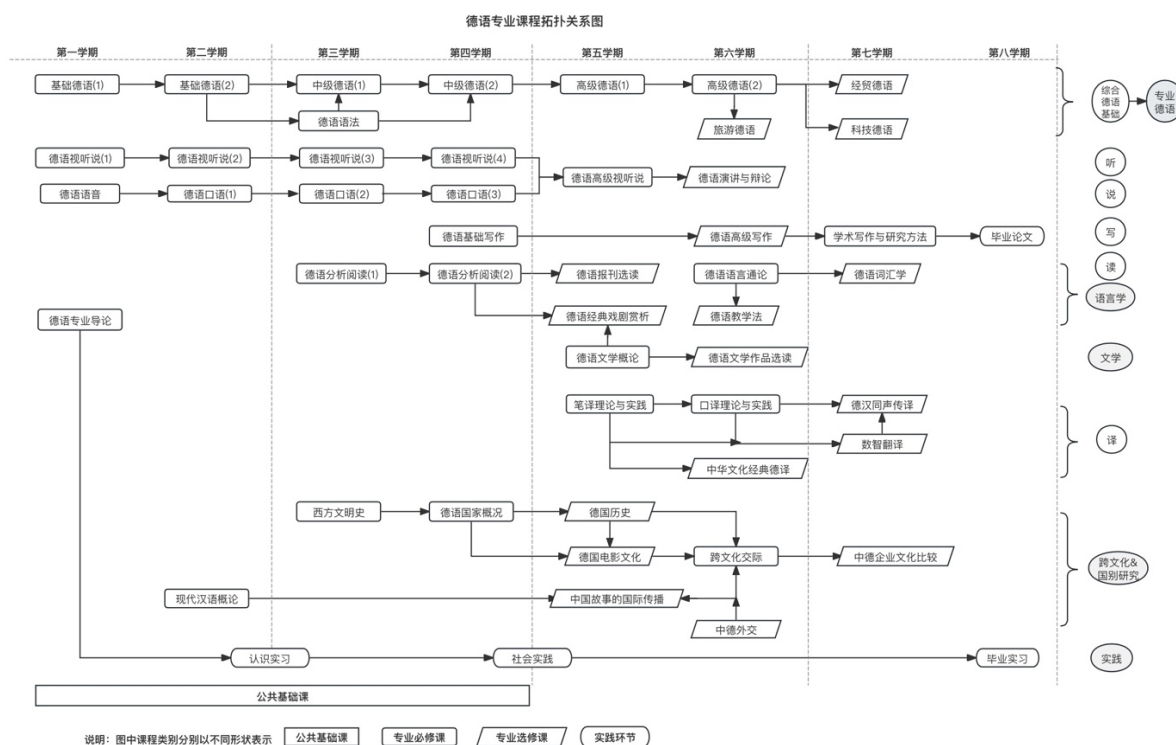 德语专业课程拓扑关系图
第一学期 第二学期 第三学期 第四学期 第五学期 第六学期 第七学期 第八学期
基础德语(1) 基础德语(2) 中级德语(1) 中级德语(2) 高级德语(1) 高级德语(2) 经贸德语
综合
德语
基础
专业
德语
德语语法 旅游德语 科技德语
德语视听说(1) 德语视听说(2) 德语视听说(3) 德语视听说(4) 听
德语高级视听说 德语演讲与辩论
德语语音 德语口语(1) 德语口语(2) 德语口语(3) 说
德语基础写作 德语高级写作 学术写作与研究方法 毕业论文 写
德语分析阅读(1) 德语分析阅读(2) 德语报刊选读 德语语言通论 德语词汇学 读
语言学
德语专业导论 德语经典戏剧赏析 德语教学法
德语文学概论 德语文学作品选读 文学
笔译理论与实践 口译理论与实践 德汉同声传译
数智翻译 译
中华文化经典德译
西方文明史 德语国家概况 德国历史
德国电影文化 跨文化交际 中德企业文化比较
跨文化&
国别研究
现代汉语概论 中国故事的国际传播
中德外交
认识实习 社会实践 毕业实习 实践
公共基础课
说明：图中课程类别分别以不同形状表示 公共基础课 专业必修课 专业选修课 实践环节